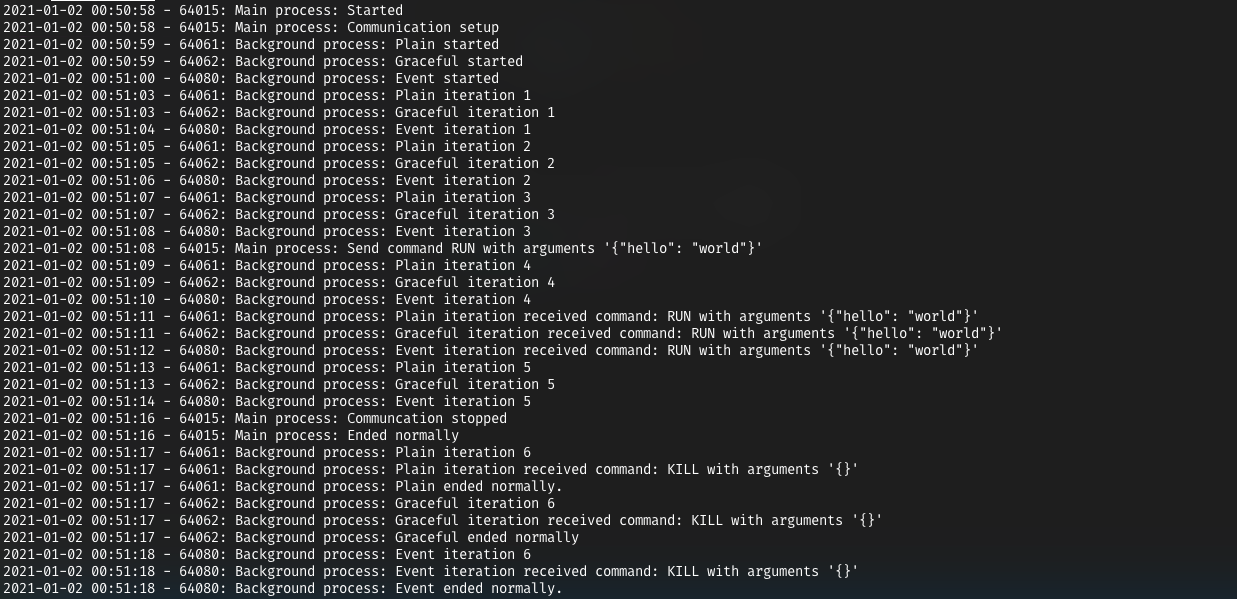 2021-01-02 00:50:58 - 64015: Main process: Started
2021-01-02 00:50:58 - 64015: Main process: Communication setup
2021-01-02 00:50:59 - 64061: Background process: Plain started
2021-01-02 00:50:59 - 64062: Background process: Graceful started
2021-01-02 00:51:00 - 64080: Background process: Event started
2021-01-02 00:51:03 - 64061: Background process: Plain iteration 1
2021-01-02 00:51:03 - 64062: Background process: Graceful iteration 1
2021-01-02 00:51:04 - 64080: Background process: Event iteration 1
2021-01-02 00:51:05 - 64061: Background process: Plain iteration 2
2021-01-02 00:51:05 - 64062: Background process: Graceful iteration 2
2021-01-02 00:51:06 - 64080: Background process: Event iteration 2
2021-01-02 00:51:07 - 64061: Background process: Plain iteration 3
2021-01-02 00:51:07 - 64062: Background process: Graceful iteration 3
2021-01-02 00:51:08 - 64080: Background process: Event iteration 3
2021-01-02 00:51:08 - 64015: Main process: Send command RUN with arguments '{"hello": "world"}'
2021-01-02 00:51:09 - 64061: Background process: Plain iteration 4
2021-01-02 00:51:09 - 64062: Background process: Graceful iteration 4
2021-01-02 00:51:10 - 64080: Background process: Event iteration 4
2021-01-02 00:51:11 - 64061: Background process: Plain iteration received command: RUN with arguments '{"hello": "world"}'
2021-01-02 00:51:11 - 64062: Background process: Graceful iteration received command: RUN with arguments '{"hello": "world"}'
2021-01-02 00:51:12 - 64080: Background process: Event iteration received command: RUN with arguments '{"hello": "world"}'
2021-01-02 00:51:13 - 64061: Background process: Plain iteration 5
2021-01-02 00:51:13 - 64062: Background process: Graceful iteration 5
2021-01-02 00:51:14 - 64080: Background process: Event iteration 5
2021-01-02 00:51:16 - 64015: Main process: Communcation stopped
2021-01-02 00:51:16 - 64015: Main process: Ended normally
2021-01-02 00:51:17 - 64061: Background process: Plain iteration 6
2021-01-02 00:51:17 - 64061: Background process: Plain iteration received command: KILL with arguments '{}'
2021-01-02 00:51:17 - 64061: Background process: Plain ended normally.
2021-01-02 00:51:17 - 64062: Background process: Graceful iteration 6
2021-01-02 00:51:17 - 64062: Background process: Graceful iteration received command: KILL with arguments '{}'
2021-01-02 00:51:17 - 64062: Background process: Graceful ended normally
2021-01-02 00:51:18 - 64080: Background process: Event iteration 6
2021-01-02 00:51:18 - 64080: Background process: Event iteration received command: KILL with arguments '{}'
2021-01-02 00:51:18 - 64080: Background process: Event ended normally.